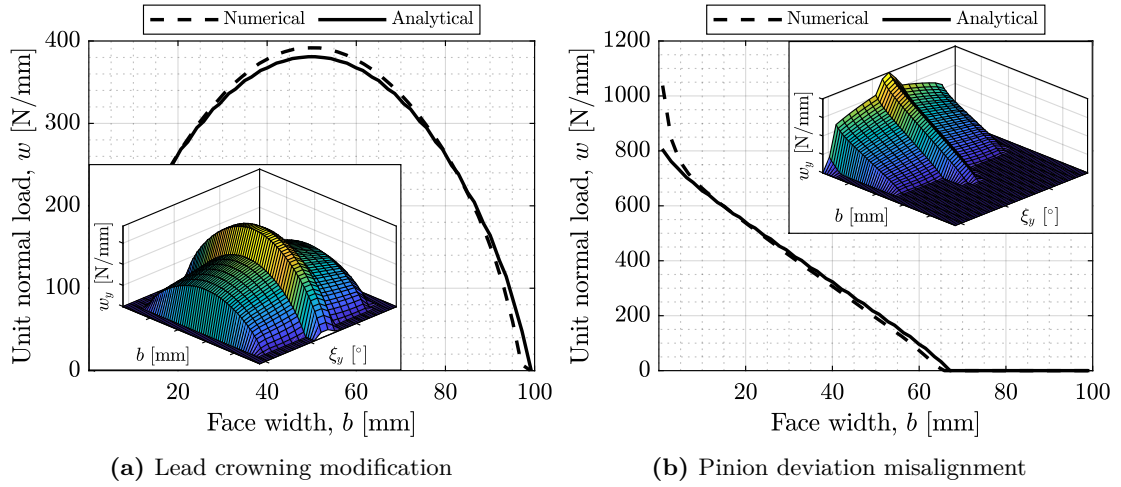 Numerical Analytical
Numerical Analytical
Unit normal load, w [N/mm]
400
300
200
100
0
20 40 60 80 100
Face width, b [mm]
w_y [N/mm]
b [mm]
ξ_y [°]
(a) Lead crowning modification
Unit normal load, w [N/mm]
1200
1000
800
600
400
200
0
20 40 60 80 100
Face width, b [mm]
w_y [N/mm]
b [mm]
ξ_y [°]
(b) Pinion deviation misalignment